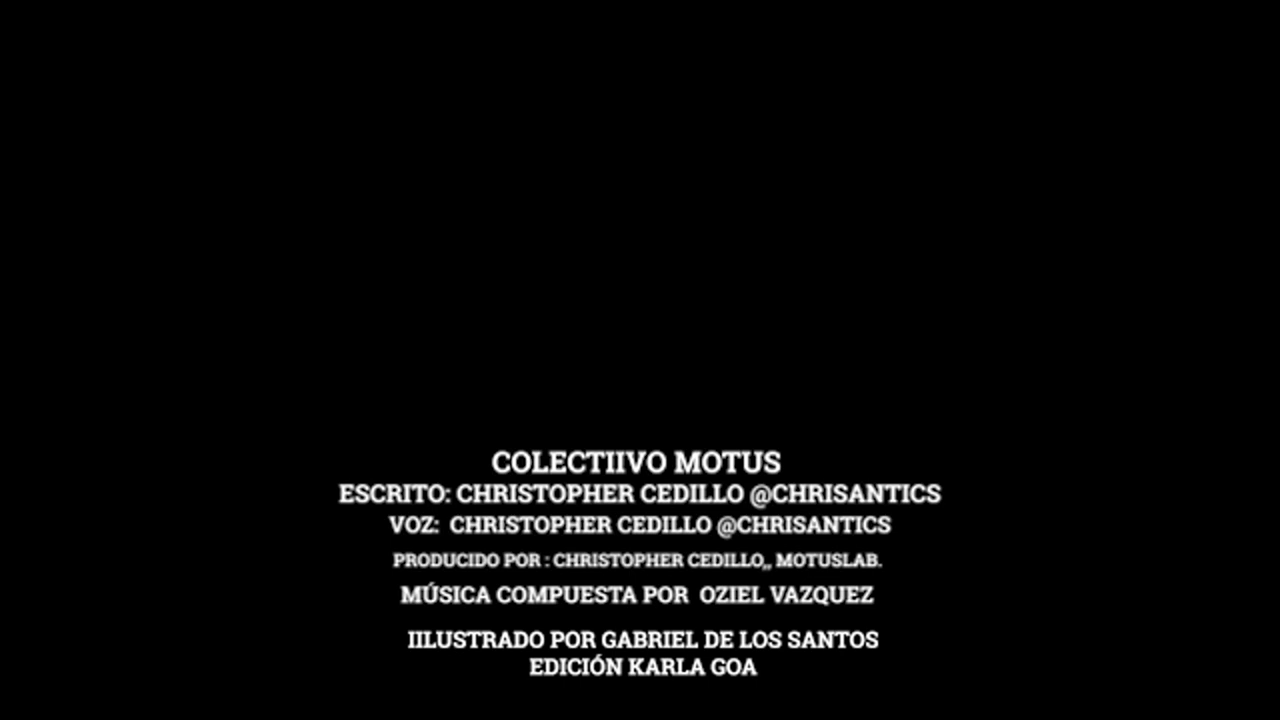 COLECTIIVO MOTUS
ESCRITO: CHRISTOPHER CEDILLO @CHRISANTICS
VOZ: CHRISTOPHER CEDILLO @CHRISANTICS
PRODUCIDO POR : CHRISTOPHER CEDILLO,, MOTUSLAB.
MÚSICA COMPUESTA POR OZIEL VAZQUEZ
IILUSTRADO POR GABRIEL DE LOS SANTOS
EDICIÓN KARLA GOA